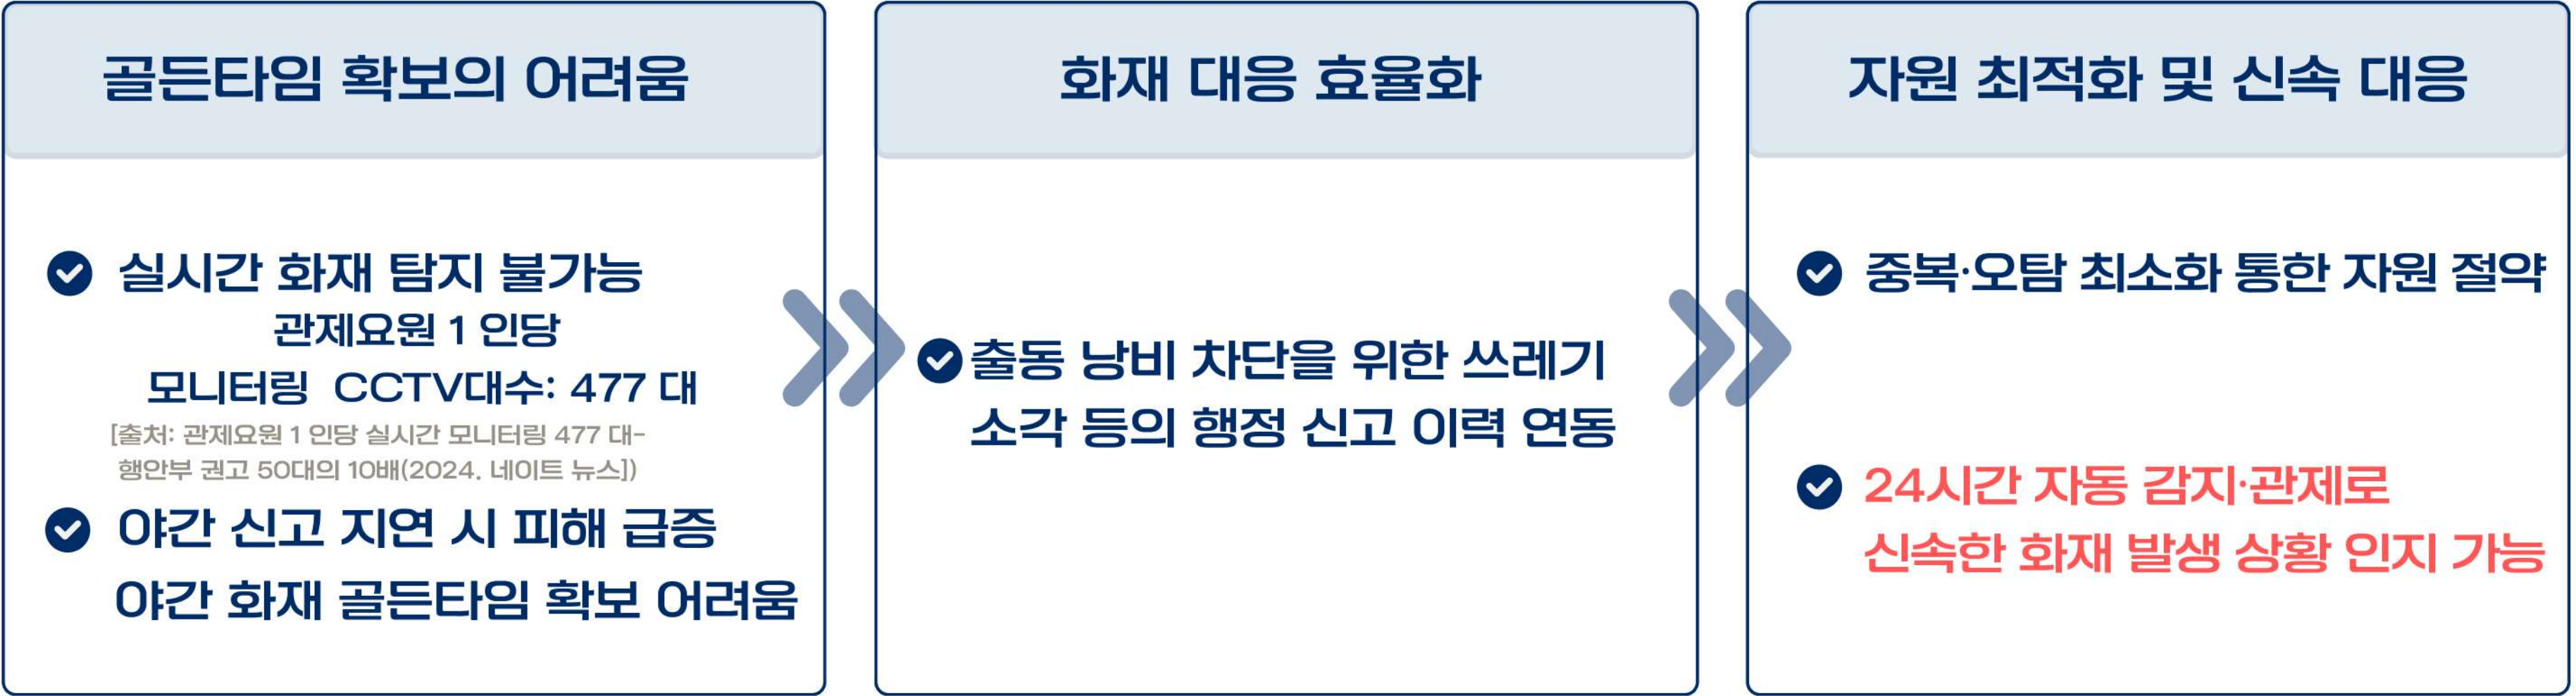 골든타임 확보의 어려움
실시간 화재 탐지 불가능
관제요원 1 인당
모니터링 CCTV대수: 477 대
[출처: 관제요원 1 인당 실시간 모니터링 477 대-
행안부 권고 50대의 10배(2024. 네이트 뉴스])
야간 신고 지연 시 피해 급증
야간 화재 골든타임 확보 어려움
화재 대응 효율화
출동 낭비 차단을 위한 쓰레기
소각 등의 행정 신고 이력 연동
자원 최적화 및 신속 대응
중복·오탐 최소화 통한 자원 절약
24시간 자동 감지·관제로
신속한 화재 발생 상황 인지 가능